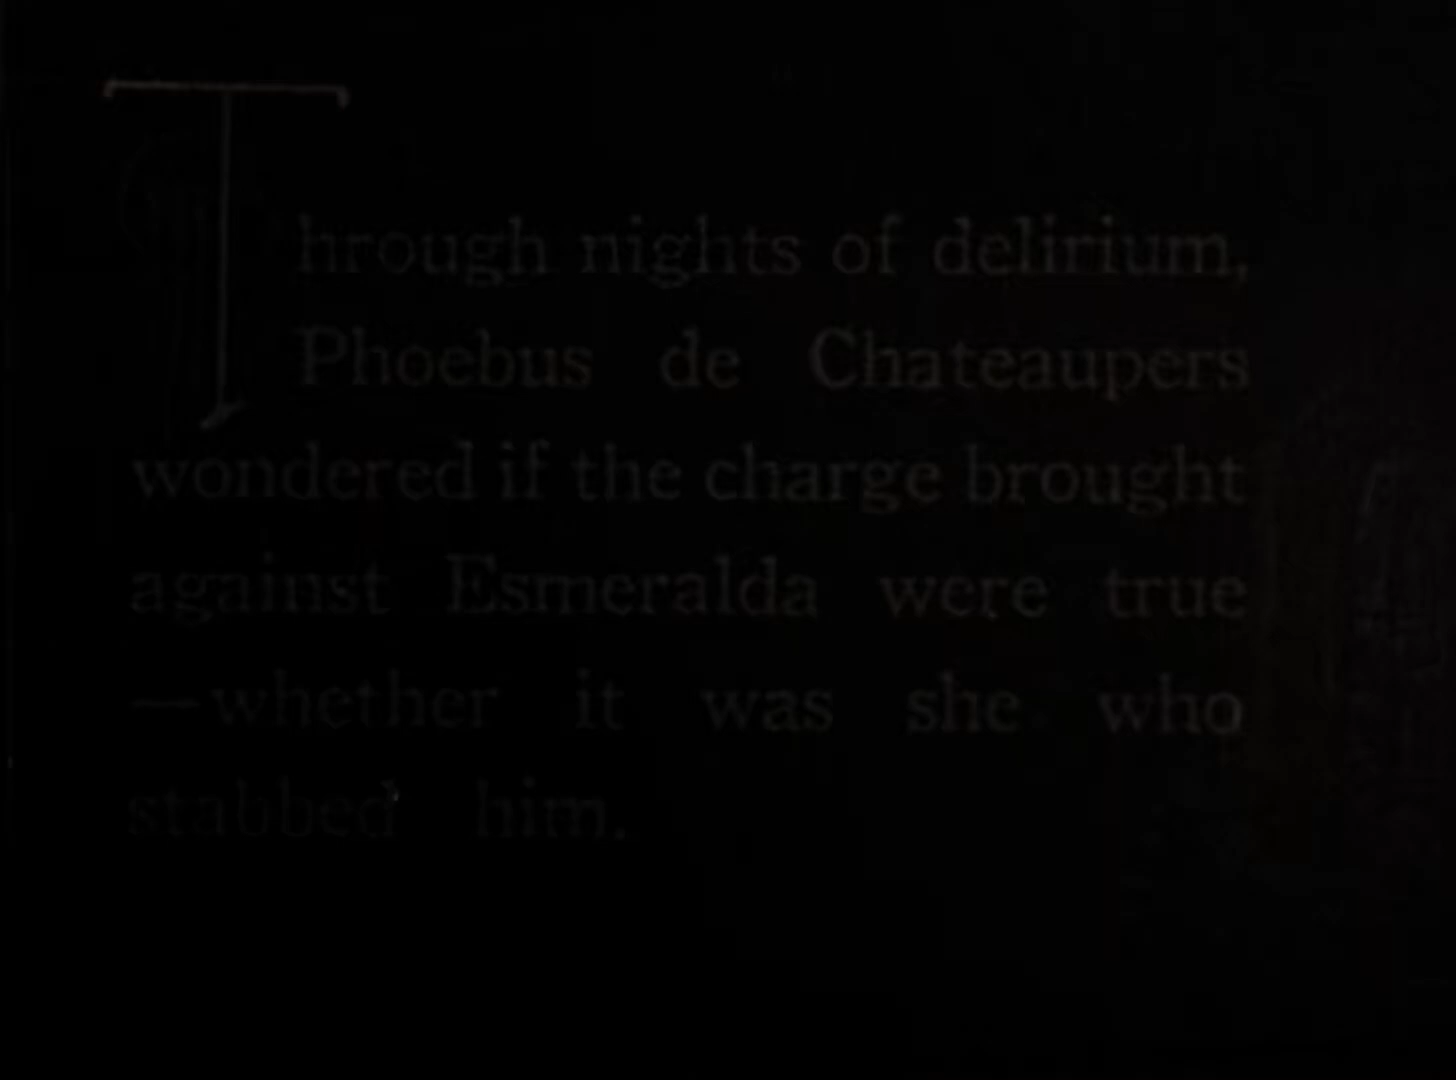 Through nights of delirium,
Phoebus de Chateaupers
wondered if the charge brought
against Esmeralda were true
—whether it was she who
stabbed him.